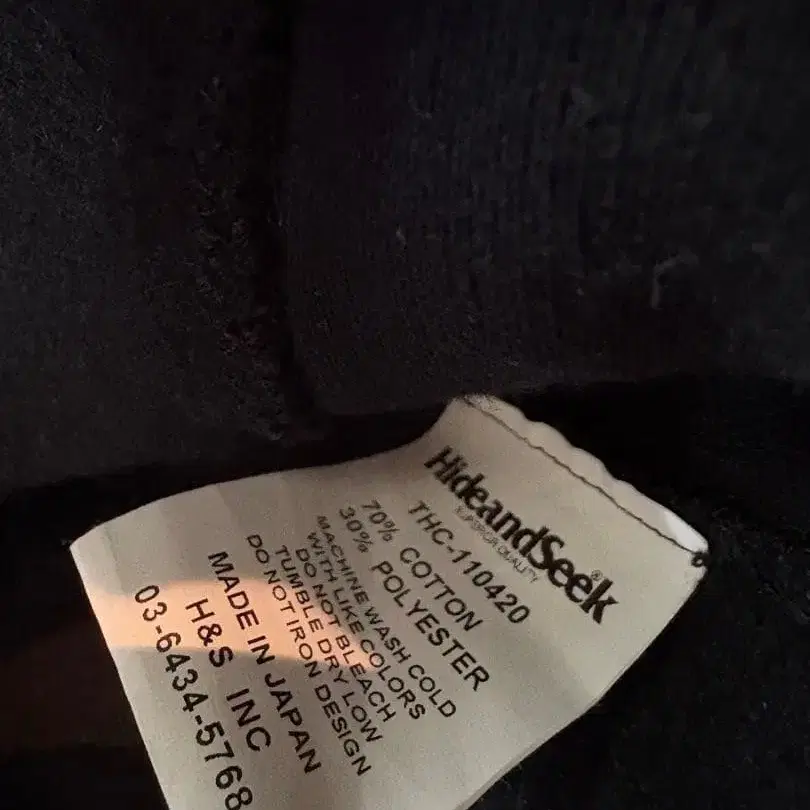 HideandSeek®
SUPERIOR QUALITY
THC-110420
70% COTTON
30% POLYESTER
MACHINE WASH COLD
WITH LIKE COLORS
DO NOT BLEACH
TUMBLE DRY LOW
DO NOT IRON DESIGN
MADE IN JAPAN
H&S INC
03-6434-5768